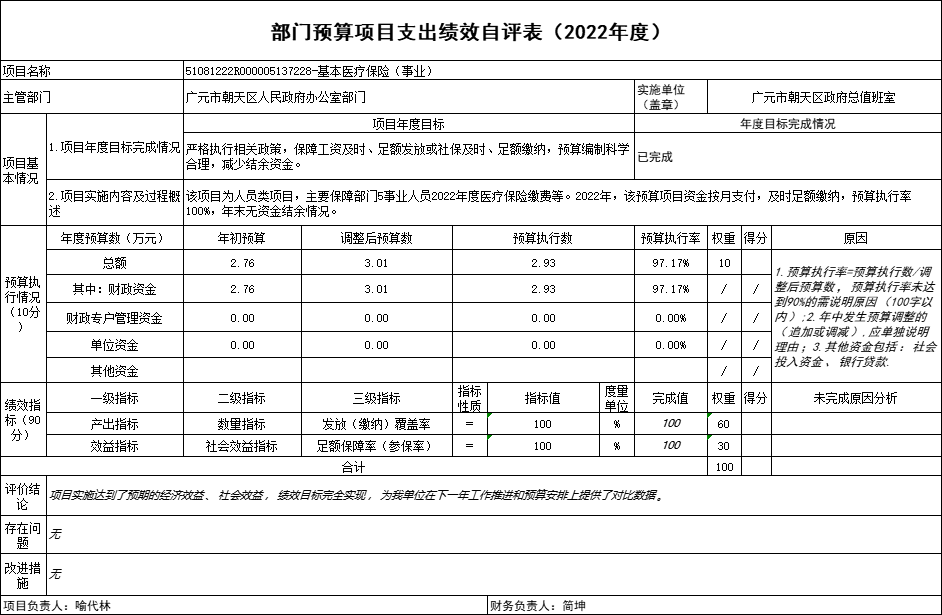 部门预算项目支出绩效自评表（2022年度）
项目名称 51081222R000005137228-基本医疗保险（事业）
主管部门 广元市朝天区人民政府办公室部门 实施单位（盖章） 广元市朝天区政府总值班室
项目基本情况 1.项目年度目标完成情况 项目年度目标 年度目标完成情况
严格执行相关政策，保障工资及时、足额发放或社保及时、足额缴纳，预算编制科学合理，减少结余资金。 已完成
2.项目实施内容及过程概述 该项目为人员类项目，主要保障部门5事业人员2022年度医疗保险缴费等。2022年，该预算项目资金按月支付，及时足额缴纳，预算执行率100%，年末无资金结余情况。
预算执行情况（10分） 年度预算数（万元） 年初预算 调整后预算数 预算执行数 预算执行率 权重 得分 原因
总额 2.76 3.01 2.93 97.17% 10
其中：财政资金 2.76 3.01 2.93 97.17% / /
财政专户管理资金 0.00 0.00 0.00 0.00% / /
单位资金 0.00 0.00 0.00 0.00% / /
其他资金 / /
1.预算执行率=预算执行数/调整后预算数，预算执行率未达到90%的需说明原因（100字以内）;2.年中发生预算调整的（追加或调减），应单独说明理由；3.其他资金包括：社会投入资金、银行贷款.
绩效指标（90分） 一级指标 二级指标 三级指标 指标性质 指标值 度量单位 完成值 权重 得分 未完成原因分析
产出指标 数量指标 发放（缴纳）覆盖率 ＝ 100 % 100 60
效益指标 社会效益指标 足额保障率（参保率） ＝ 100 % 100 30
合计 100
评价结论 项目实施达到了预期的经济效益、社会效益，绩效目标完全实现，为我单位在下一年工作推进和预算安排上提供了对比数据。
存在问题 无
改进措施 无
项目负责人：喻代林 财务负责人：简坤